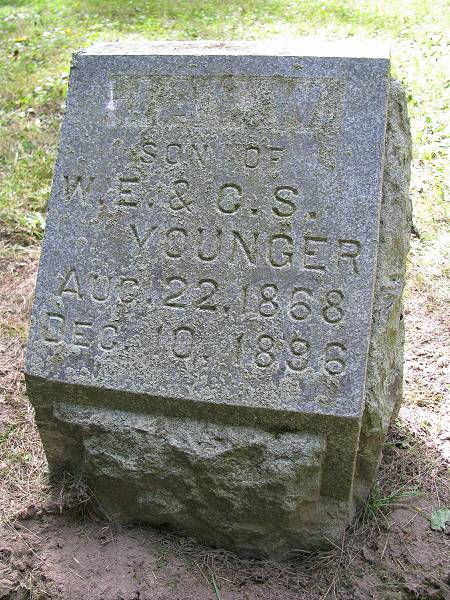 SON OF
W. E. & C. S.
YOUNGER
AUG. 22, 1868
DEC. 10, 1896